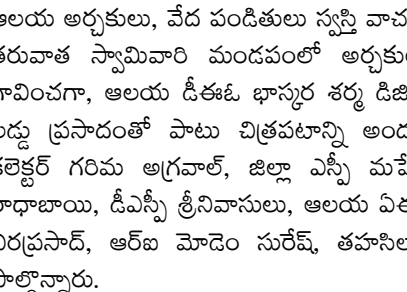 ఆలయ అర్చకులు, వేద పండితులు స్వస్తి వాచ
తరువాత స్వామివారి మండపంలో అర్చకు
గావించగా, ఆలయ డీఈఓ భాస్కర శర్మ డిజి
లడ్డు ప్రసాదంతో పాటు చిత్రపటాన్ని అంద
కలెక్టర్ గరిమ అగ్రవాల్, జిల్లా ఎస్పీ మహే
రాధాబాయి, డీఎస్పీ శ్రీనివాసులు, ఆలయ ఏఈ
వీరప్రసాద్, ఆర్ఐ మోడెం సురేష్, తహసిల
పాల్గొన్నారు.